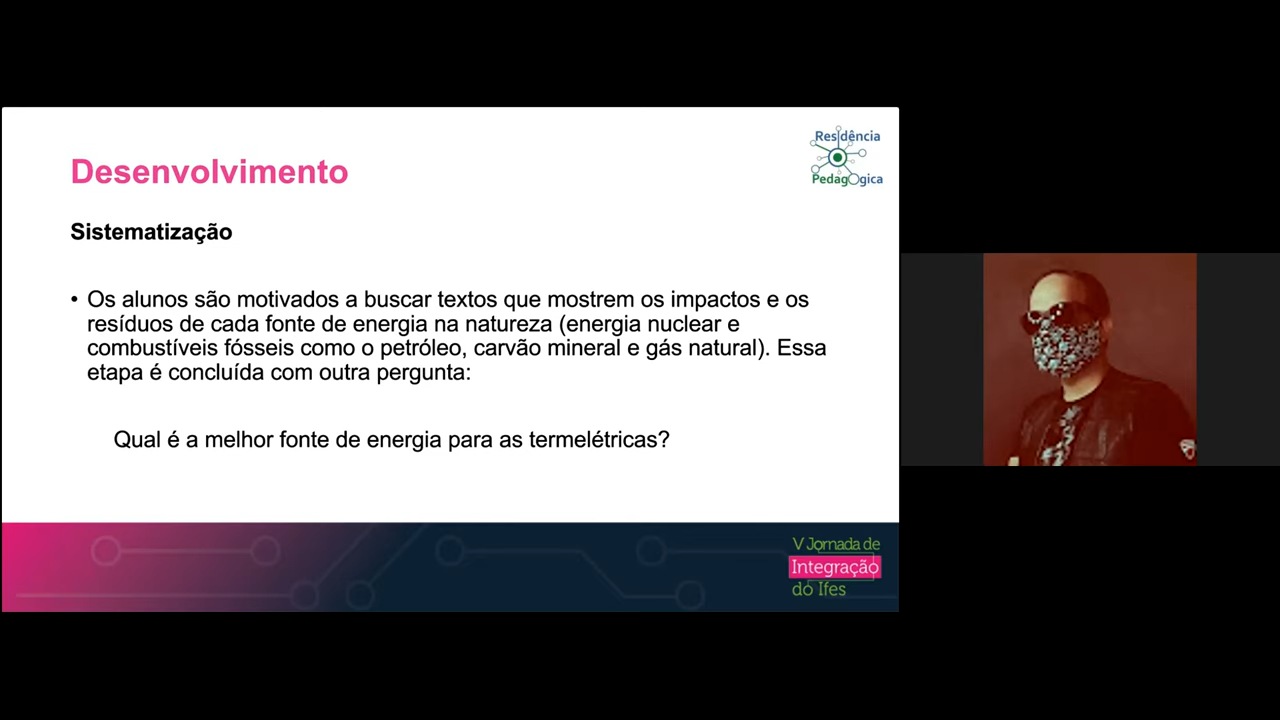 Residência
Pedagógica
Desenvolvimento
Sistematização
• Os alunos são motivados a buscar textos que mostrem os impactos e os
resíduos de cada fonte de energia na natureza (energia nuclear e
combustíveis fósseis como o petróleo, carvão mineral e gás natural). Essa
etapa é concluída com outra pergunta:
Qual é a melhor fonte de energia para as termelétricas?
V Jornada de
Integração
do Ifes